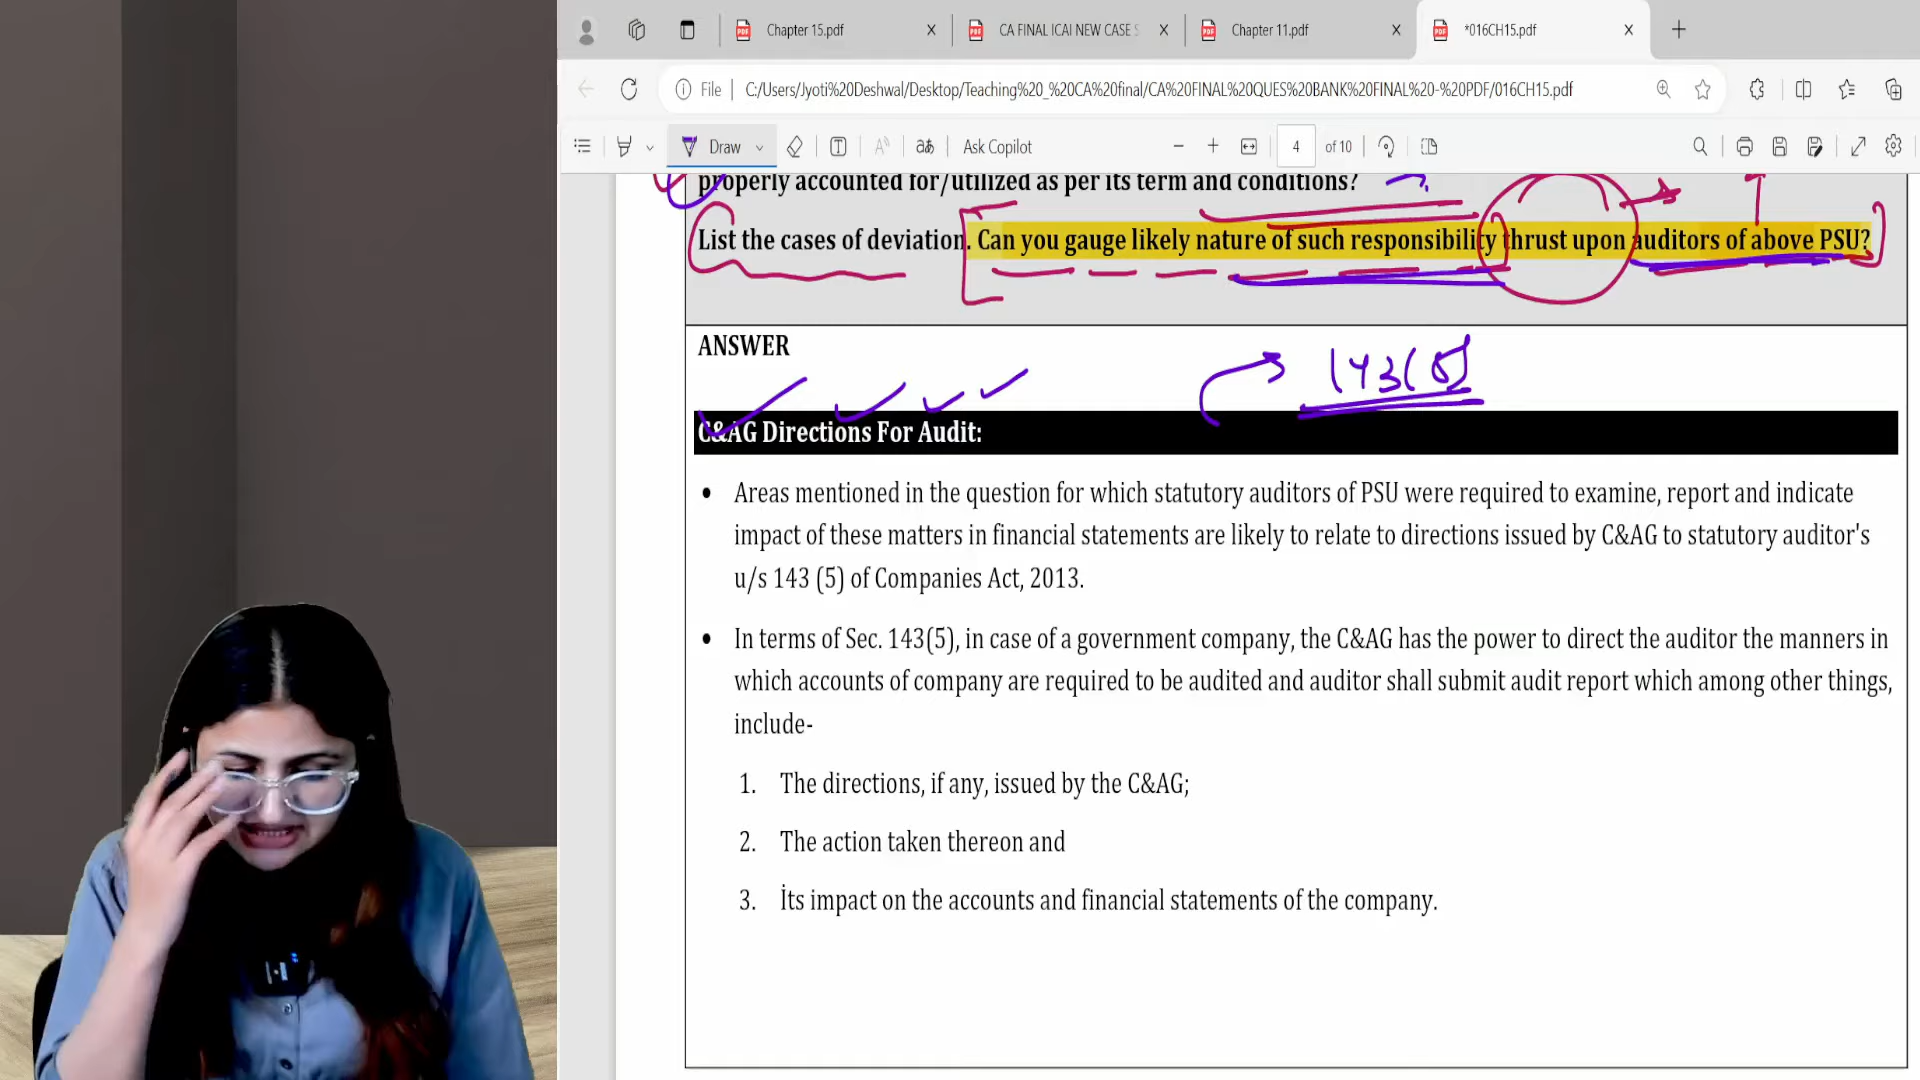 Chapter 15.pdf
CA FINAL ICAI NEW CASE S
Chapter 11.pdf
*016CH15.pdf
File
C:/Users/Jyoti%20Deshwal/Desktop/Teaching%20_%20CA%20final/CA%20FINAL%20QUES%20BANK%20FINAL%20-%20PDF/016CH15.pdf
Draw
Ask Copilot
4 of 10
properly accounted for/utilized as per its term and conditions?
List the cases of deviation. Can you gauge likely nature of such responsibility thrust upon auditors of above PSU?
ANSWER
143(5)
C&AG Directions For Audit:
• Areas mentioned in the question for which statutory auditors of PSU were required to examine, report and indicate
impact of these matters in financial statements are likely to relate to directions issued by C&AG to statutory auditor's
u/s 143 (5) of Companies Act, 2013.
• In terms of Sec. 143(5), in case of a government company, the C&AG has the power to direct the auditor the manners in
which accounts of company are required to be audited and auditor shall submit audit report which among other things,
include-
1. The directions, if any, issued by the C&AG;
2. The action taken thereon and
3. İts impact on the accounts and financial statements of the company.